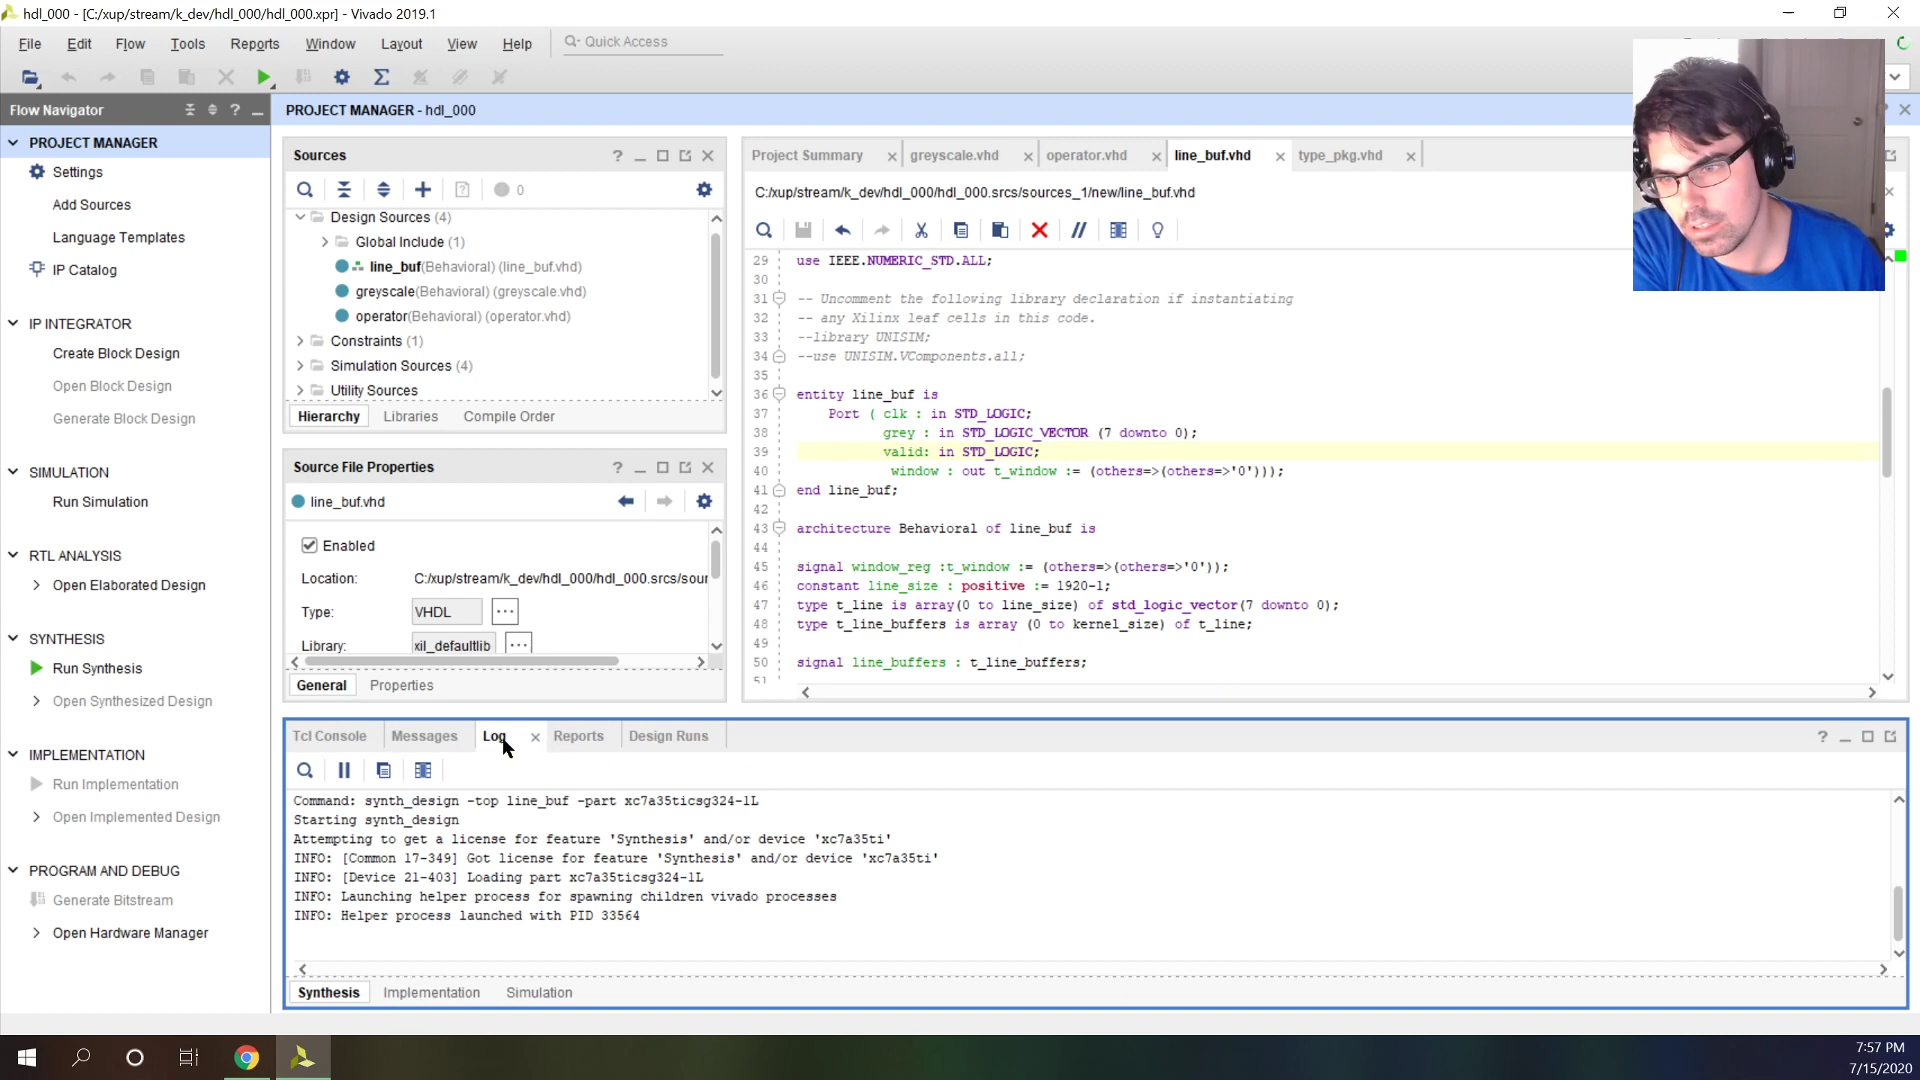 hdl_000 - [C:/xup/stream/k_dev/hdl_000/hdl_000.xpr] - Vivado 2019.1
File Edit Flow Tools Reports Window Layout View Help Quick Access
Flow Navigator
PROJECT MANAGER
Settings
Add Sources
Language Templates
IP Catalog
IP INTEGRATOR
Create Block Design
Open Block Design
Generate Block Design
SIMULATION
Run Simulation
RTL ANALYSIS
Open Elaborated Design
SYNTHESIS
Run Synthesis
Open Synthesized Design
IMPLEMENTATION
Run Implementation
Open Implemented Design
PROGRAM AND DEBUG
Generate Bitstream
Open Hardware Manager
PROJECT MANAGER - hdl_000
Sources
0
Design Sources (4)
Global Include (1)
line_buf(Behavioral) (line_buf.vhd)
greyscale(Behavioral) (greyscale.vhd)
operator(Behavioral) (operator.vhd)
Constraints (1)
Simulation Sources (4)
Utility Sources
Hierarchy Libraries Compile Order
Source File Properties
line_buf.vhd
Enabled
Location: C:/xup/stream/k_dev/hdl_000/hdl_000.srcs/sour
Type: VHDL
Library: xil_defaultlib
General Properties
Project Summary greyscale.vhd operator.vhd line_buf.vhd type_pkg.vhd
C:/xup/stream/k_dev/hdl_000/hdl_000.srcs/sources_1/new/line_buf.vhd
29 use IEEE.NUMERIC_STD.ALL;
30
31 -- Uncomment the following library declaration if instantiating
32 -- any Xilinx leaf cells in this code.
33 --library UNISIM;
34 --use UNISIM.VComponents.all;
35
36 entity line_buf is
37 Port ( clk : in STD_LOGIC;
38 grey : in STD_LOGIC_VECTOR (7 downto 0);
39 valid: in STD_LOGIC;
40 window : out t_window := (others=>(others=>'0')));
41 end line_buf;
42
43 architecture Behavioral of line_buf is
44
45 signal window_reg :t_window := (others=>(others=>'0'));
46 constant line_size : positive := 1920-1;
47 type t_line is array(0 to line_size) of std_logic_vector(7 downto 0);
48 type t_line_buffers is array (0 to kernel_size) of t_line;
49
50 signal line_buffers : t_line_buffers;
51
Tcl Console Messages Log Reports Design Runs
Command: synth_design -top line_buf -part xc7a35ticsg324-1L
Starting synth_design
Attempting to get a license for feature 'Synthesis' and/or device 'xc7a35ti'
INFO: [Common 17-349] Got license for feature 'Synthesis' and/or device 'xc7a35ti'
INFO: [Device 21-403] Loading part xc7a35ticsg324-1L
INFO: Launching helper process for spawning children vivado processes
INFO: Helper process launched with PID 33564
Synthesis Implementation Simulation
7:57 PM
7/15/2020